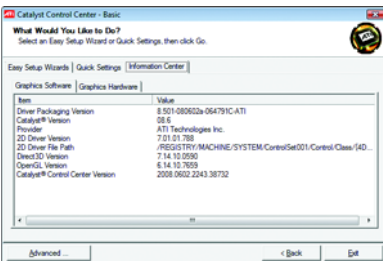 Catalyst Control Center - Basic
What Would You Like to Do?
Select an Easy Setup Wizard or Quick Settings, then click Go.
Easy Setup Wizards Quick Settings Information Center
Graphics Software Graphics Hardware
Item Value
Driver Packaging Version 8.501-080602a-064791C-ATI
Catalyst® Version 08.6
Provider ATI Technologies Inc.
2D Driver Version 7.01.01.788
2D Driver File Path /REGISTRY/MACHINE/SYSTEM/ControlSet001/Control/Class/{4D...
Direct3D Version 7.14.10.0590
OpenGL Version 6.14.10.7659
Catalyst® Control Center Version 2008.0602.2243.38732
Advanced ... < Back Exit